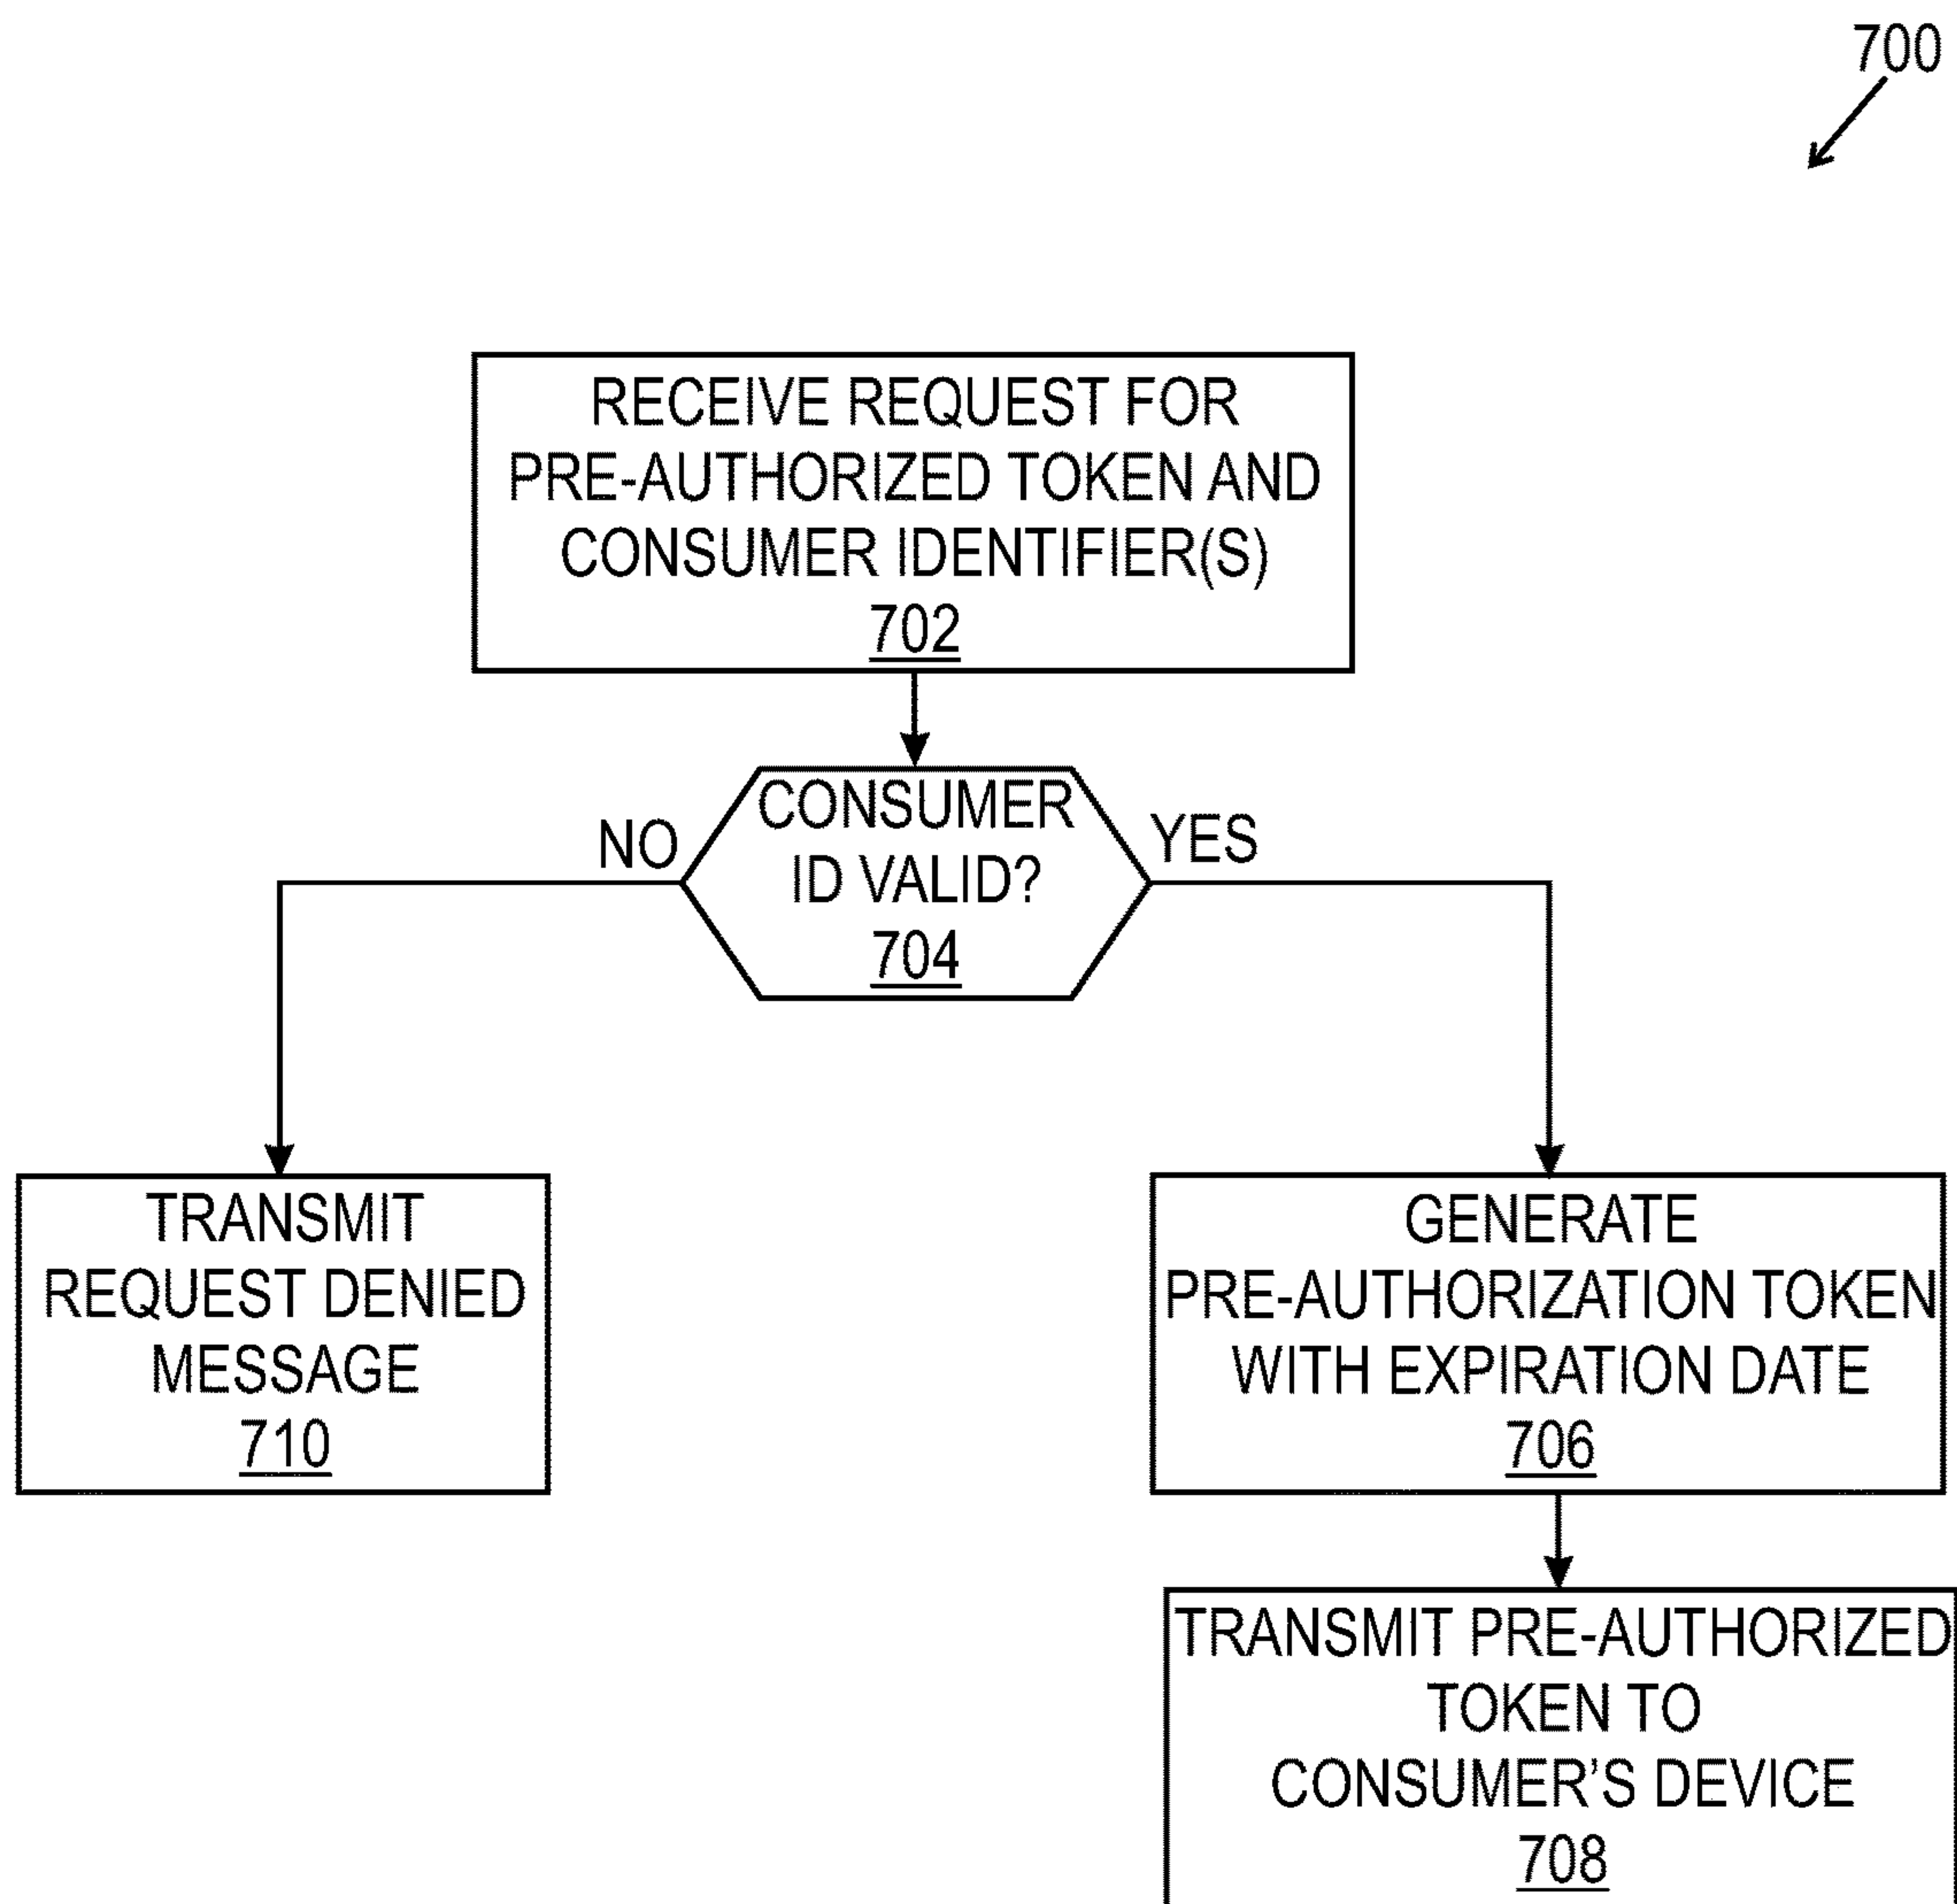 700
RECEIVE REQUEST FOR
PRE-AUTHORIZED TOKEN AND
CONSUMER IDENTIFIER(S)
702
CONSUMER
ID VALID?
704
NO
YES
TRANSMIT
REQUEST DENIED
MESSAGE
710
GENERATE
PRE-AUTHORIZATION TOKEN
WITH EXPIRATION DATE
706
TRANSMIT PRE-AUTHORIZED
TOKEN TO
CONSUMER'S DEVICE
708